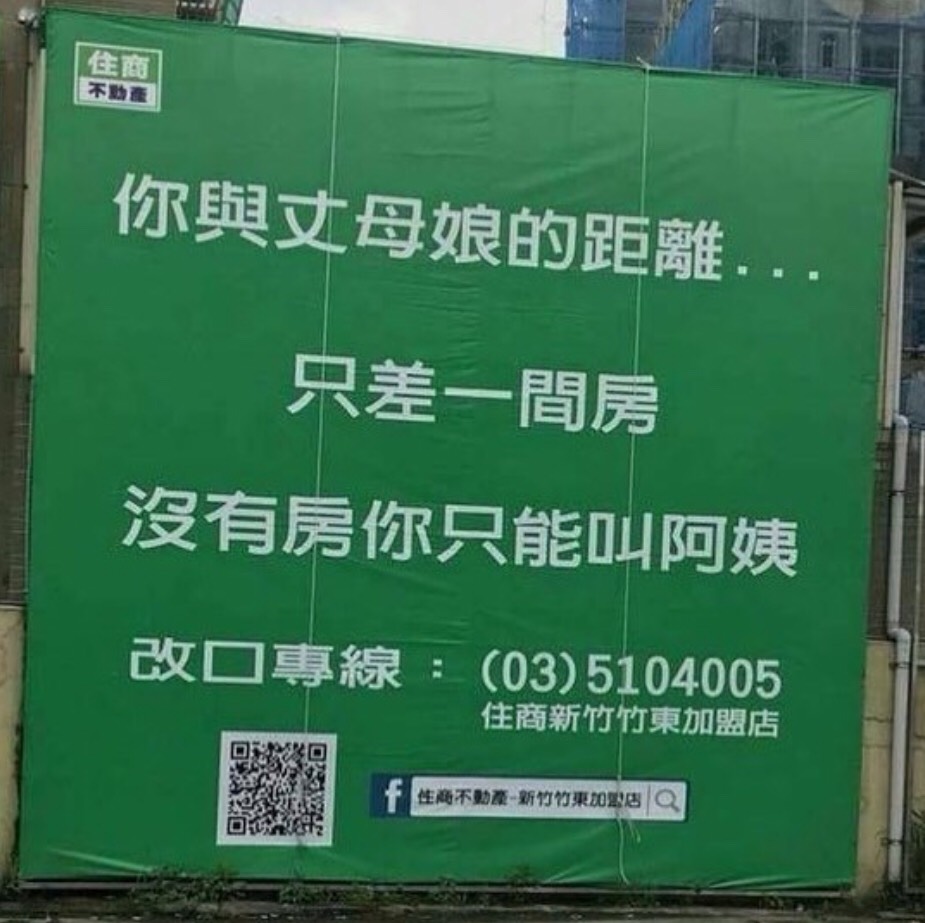 住商
不動產
你與丈母娘的距離...
只差一間房
沒有房你只能叫阿姨
改口專線：(03)5104005
住商新竹竹東加盟店
f 住商不動產-新竹竹東加盟店